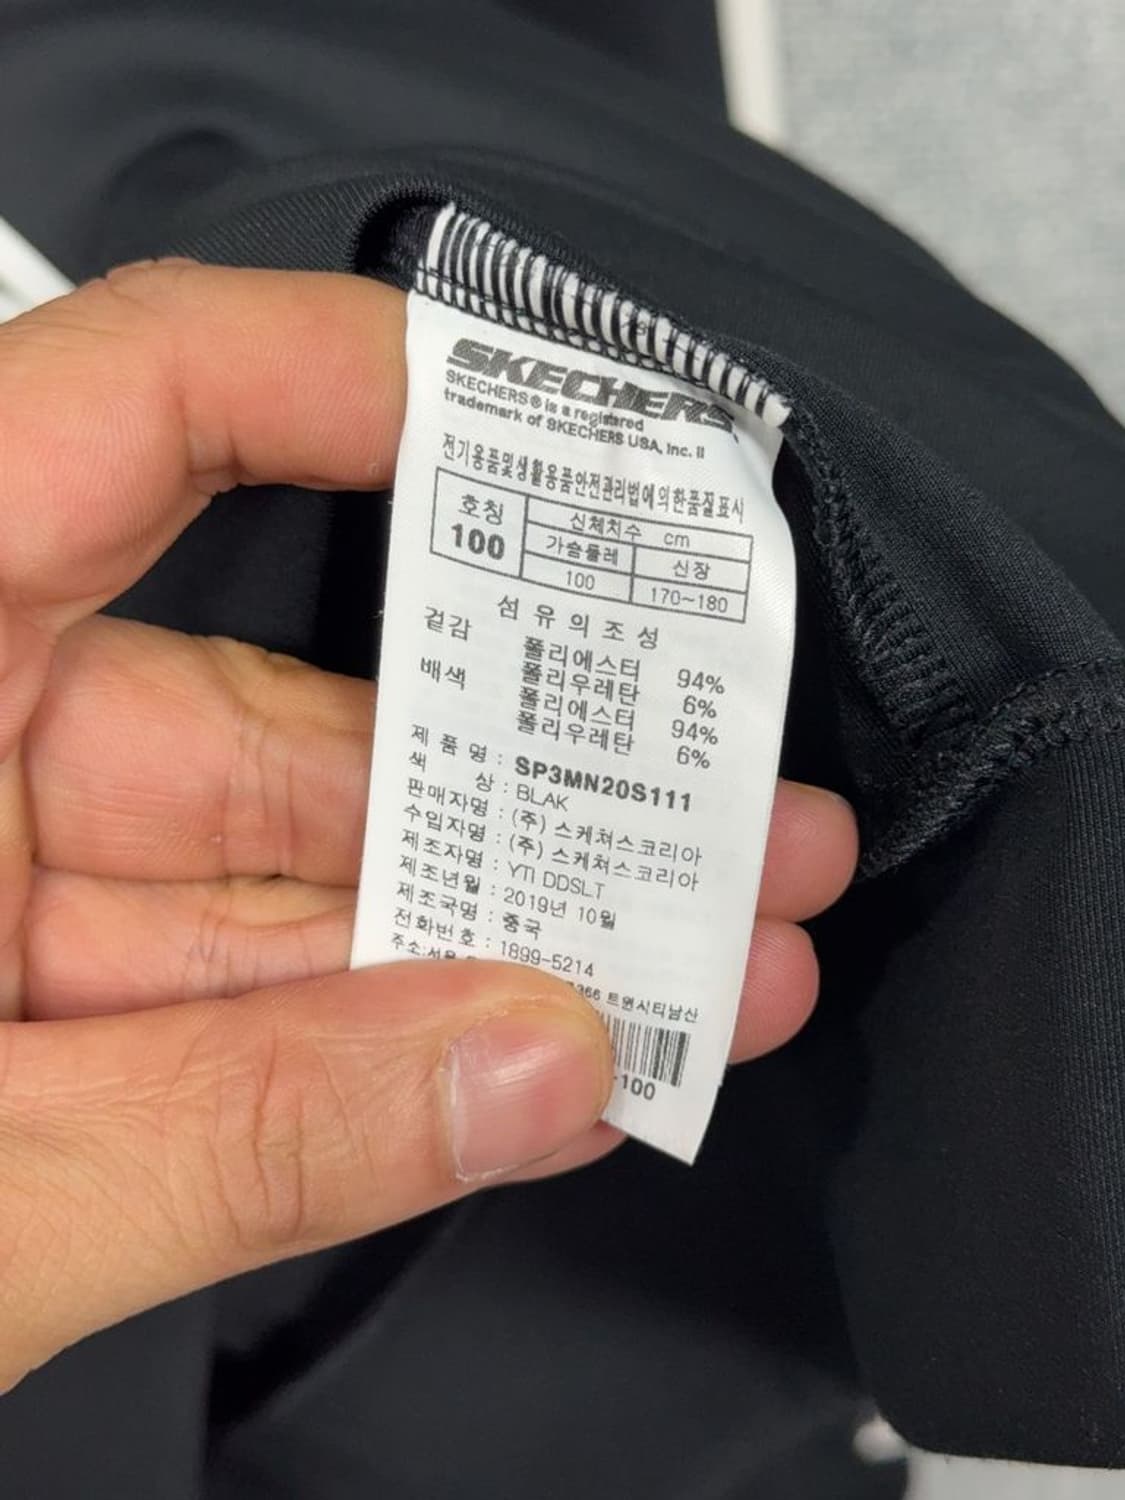 SKECHERS
SKECHERS® is a registered
trademark of SKECHERS USA, Inc. II
전기용품및생활용품안전관리법에의한품질표시
호칭 신체치수 cm
100 가슴둘레 신장
100 170~180
섬유의조성
겉감 폴리에스터 94%
폴리우레탄 6%
배색 폴리에스터 94%
폴리우레탄 6%
제 품 명 : SP3MN20S111
색 상 : BLAK
판매자명 : (주) 스케쳐스코리아
수입자명 : (주) 스케쳐스코리아
제조자명 : YTI DDSLT
제조년월 : 2019년 10월
제조국명 : 중국
전화번호 : 1899-5214
주소:서울 366 트윈시티남산
-100